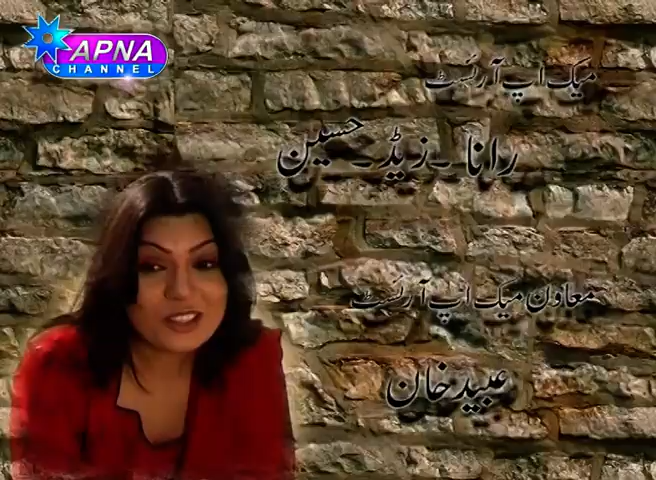 APNA
CHANNEL
میک اپ آرٹسٹ
رانا ۔ زیڈ ۔ حسین
معاون میک اپ آرٹسٹ
عبید خان